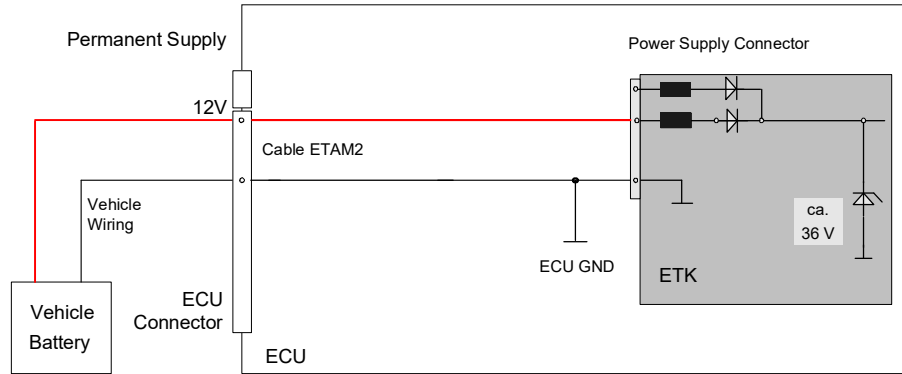 Permanent Supply
Power Supply Connector
12V
Cable ETAM2
Vehicle
Wiring
ca.
36 V
ECU GND
ETK
ECU
Connector
Vehicle
Battery
ECU